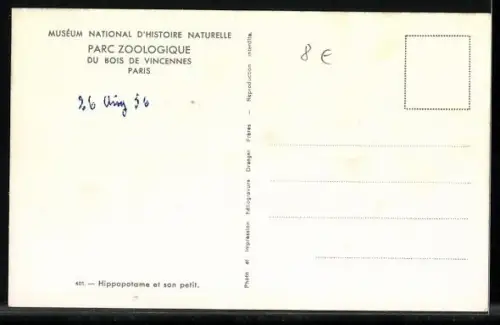 MUSÉUM NATIONAL D'HISTOIRE NATURELLE
PARC ZOOLOGIQUE
DU BOIS DE VINCENNES
PARIS
26 Aug 56
8 €
Photo et Impression Héliogravure Draeger Frères - Reproduction interdite.
421. — Hippopotame et son petit.